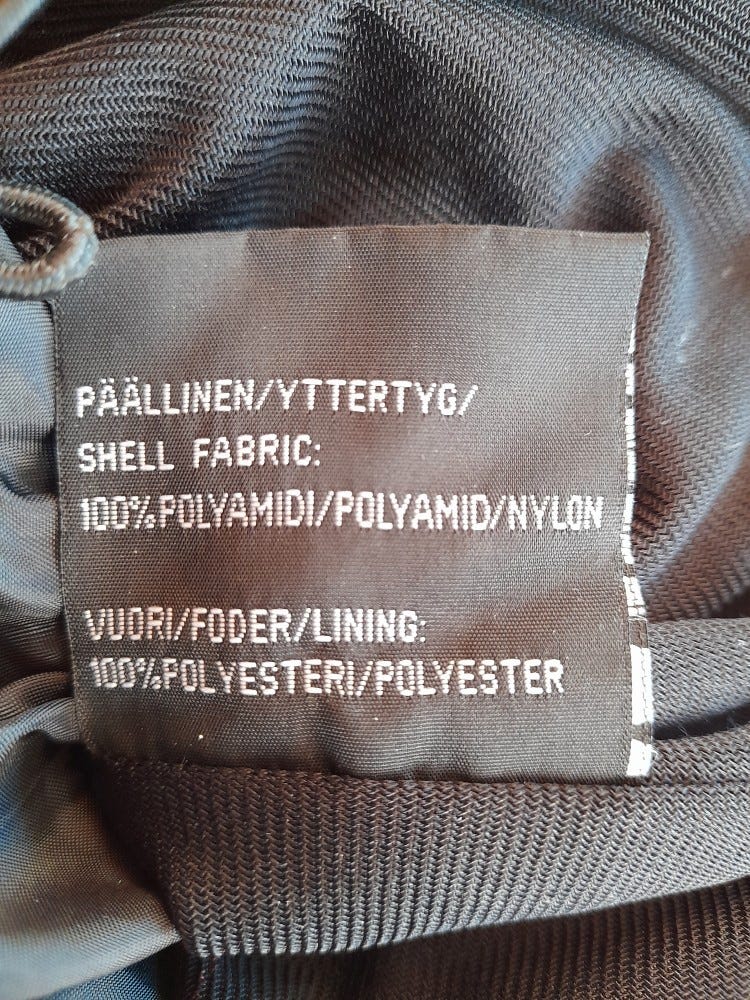 PÄÄLLINEN/YTTERTYG/
SHELL FABRIC:
100%POLYAMIDI/POLYAMID/NYLON
VUORI/FODER/LINING:
100%POLYESTERI/POLYESTER